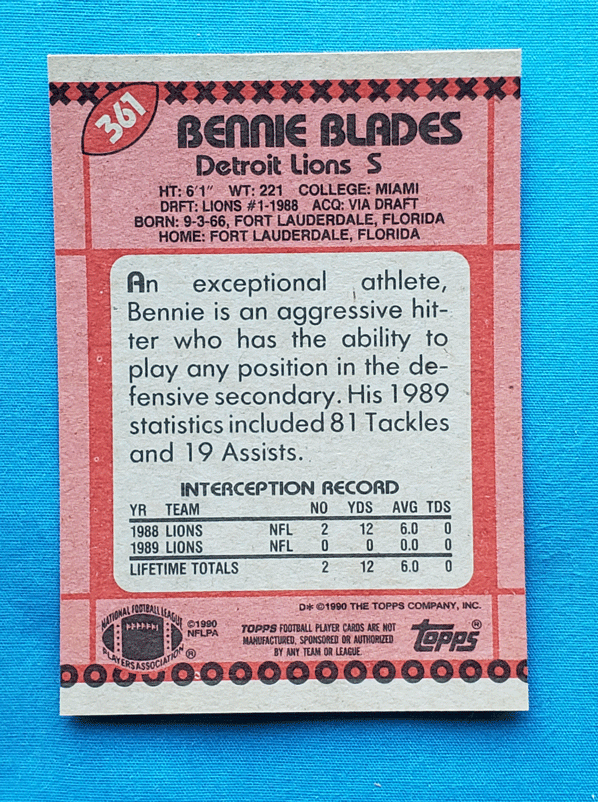 361
BENNIE BLADES
Detroit Lions S
HT: 6'1" WT: 221 COLLEGE: MIAMI
DRFT: LIONS #1-1988 ACQ: VIA DRAFT
BORN: 9-3-66, FORT LAUDERDALE, FLORIDA
HOME: FORT LAUDERDALE, FLORIDA
An exceptional athlete,
Bennie is an aggressive hit-
ter who has the ability to
play any position in the de-
fensive secondary. His 1989
statistics included 81 Tackles
and 19 Assists.
INTERCEPTION RECORD
YR TEAM NO YDS AVG TDS
1988 LIONS NFL 2 12 6.0 0
1989 LIONS NFL 0 0 0.0 0
LIFETIME TOTALS 2 12 6.0 0
D* ©1990 THE TOPPS COMPANY, INC.
NATIONAL FOOTBALL LEAGUE
PLAYERS ASSOCIATION ®
©1990
NFLPA
TOPPS FOOTBALL PLAYER CARDS ARE NOT
MANUFACTURED, SPONSORED OR AUTHORIZED
BY ANY TEAM OR LEAGUE.
TOPPS ®